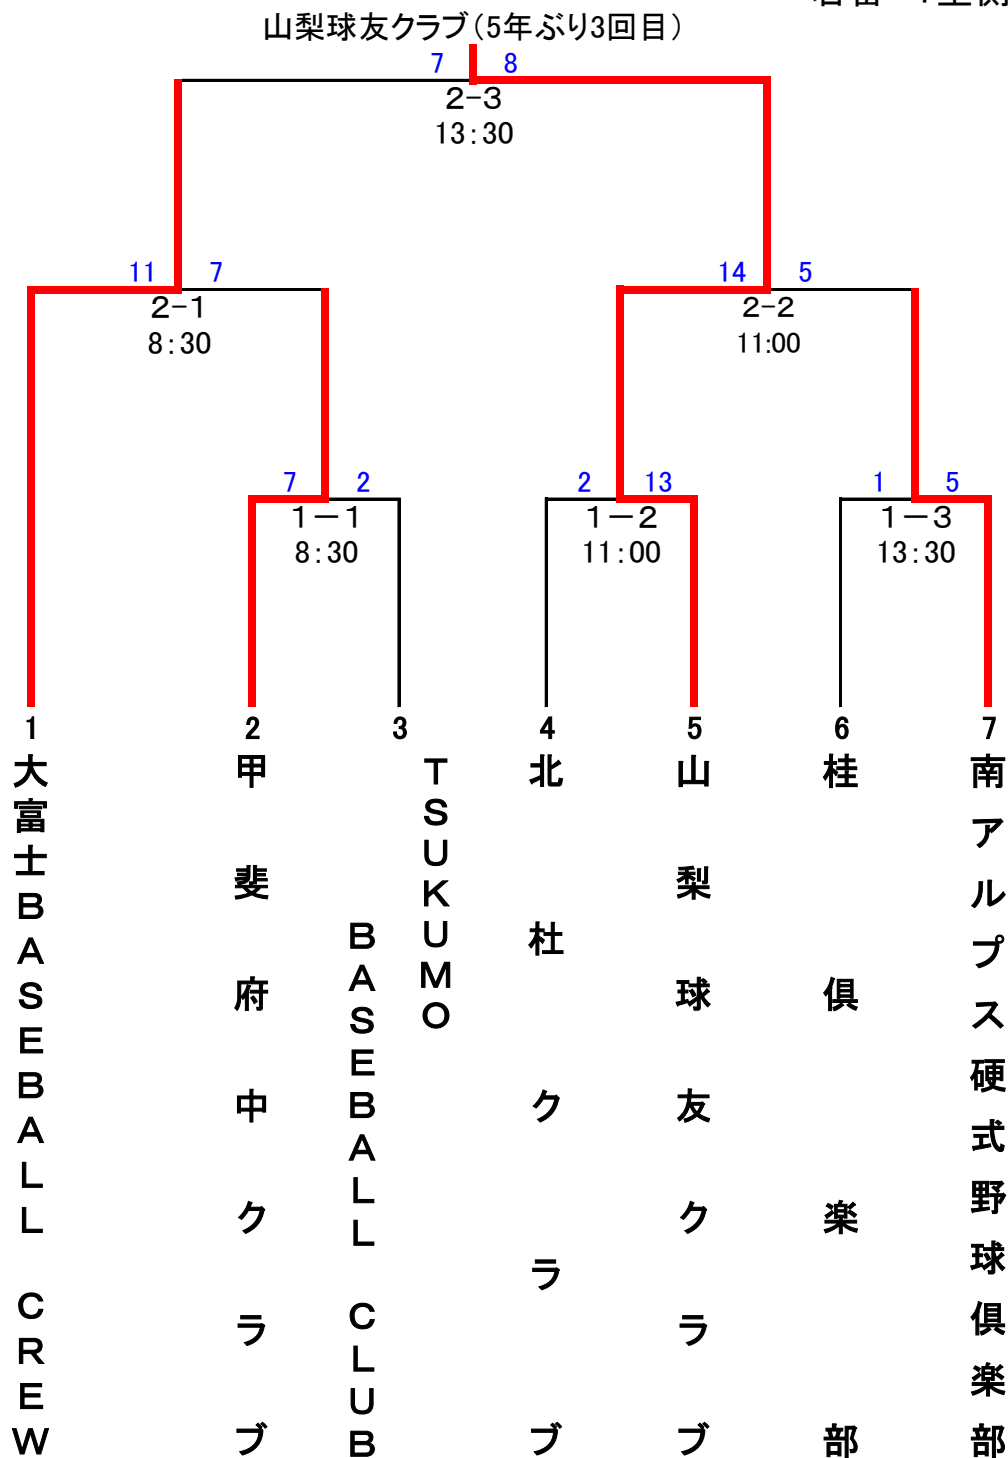 山梨球友クラブ（5年ぶり3回目）
7 8
2-3
13:30
11 7
2-1
8:30
14 5
2-2
11:00
7 2
1－1
8:30
2 13
1－2
11:00
1 5
1－3
13:30
1 2 3 4 5 6 7
大富士BASEBALL CREW
甲斐府中クラブ
TSUKUMO
BASEBALL CLUB
北杜クラブ
山梨球友クラブ
桂倶楽部
南アルプス硬式野球倶楽部